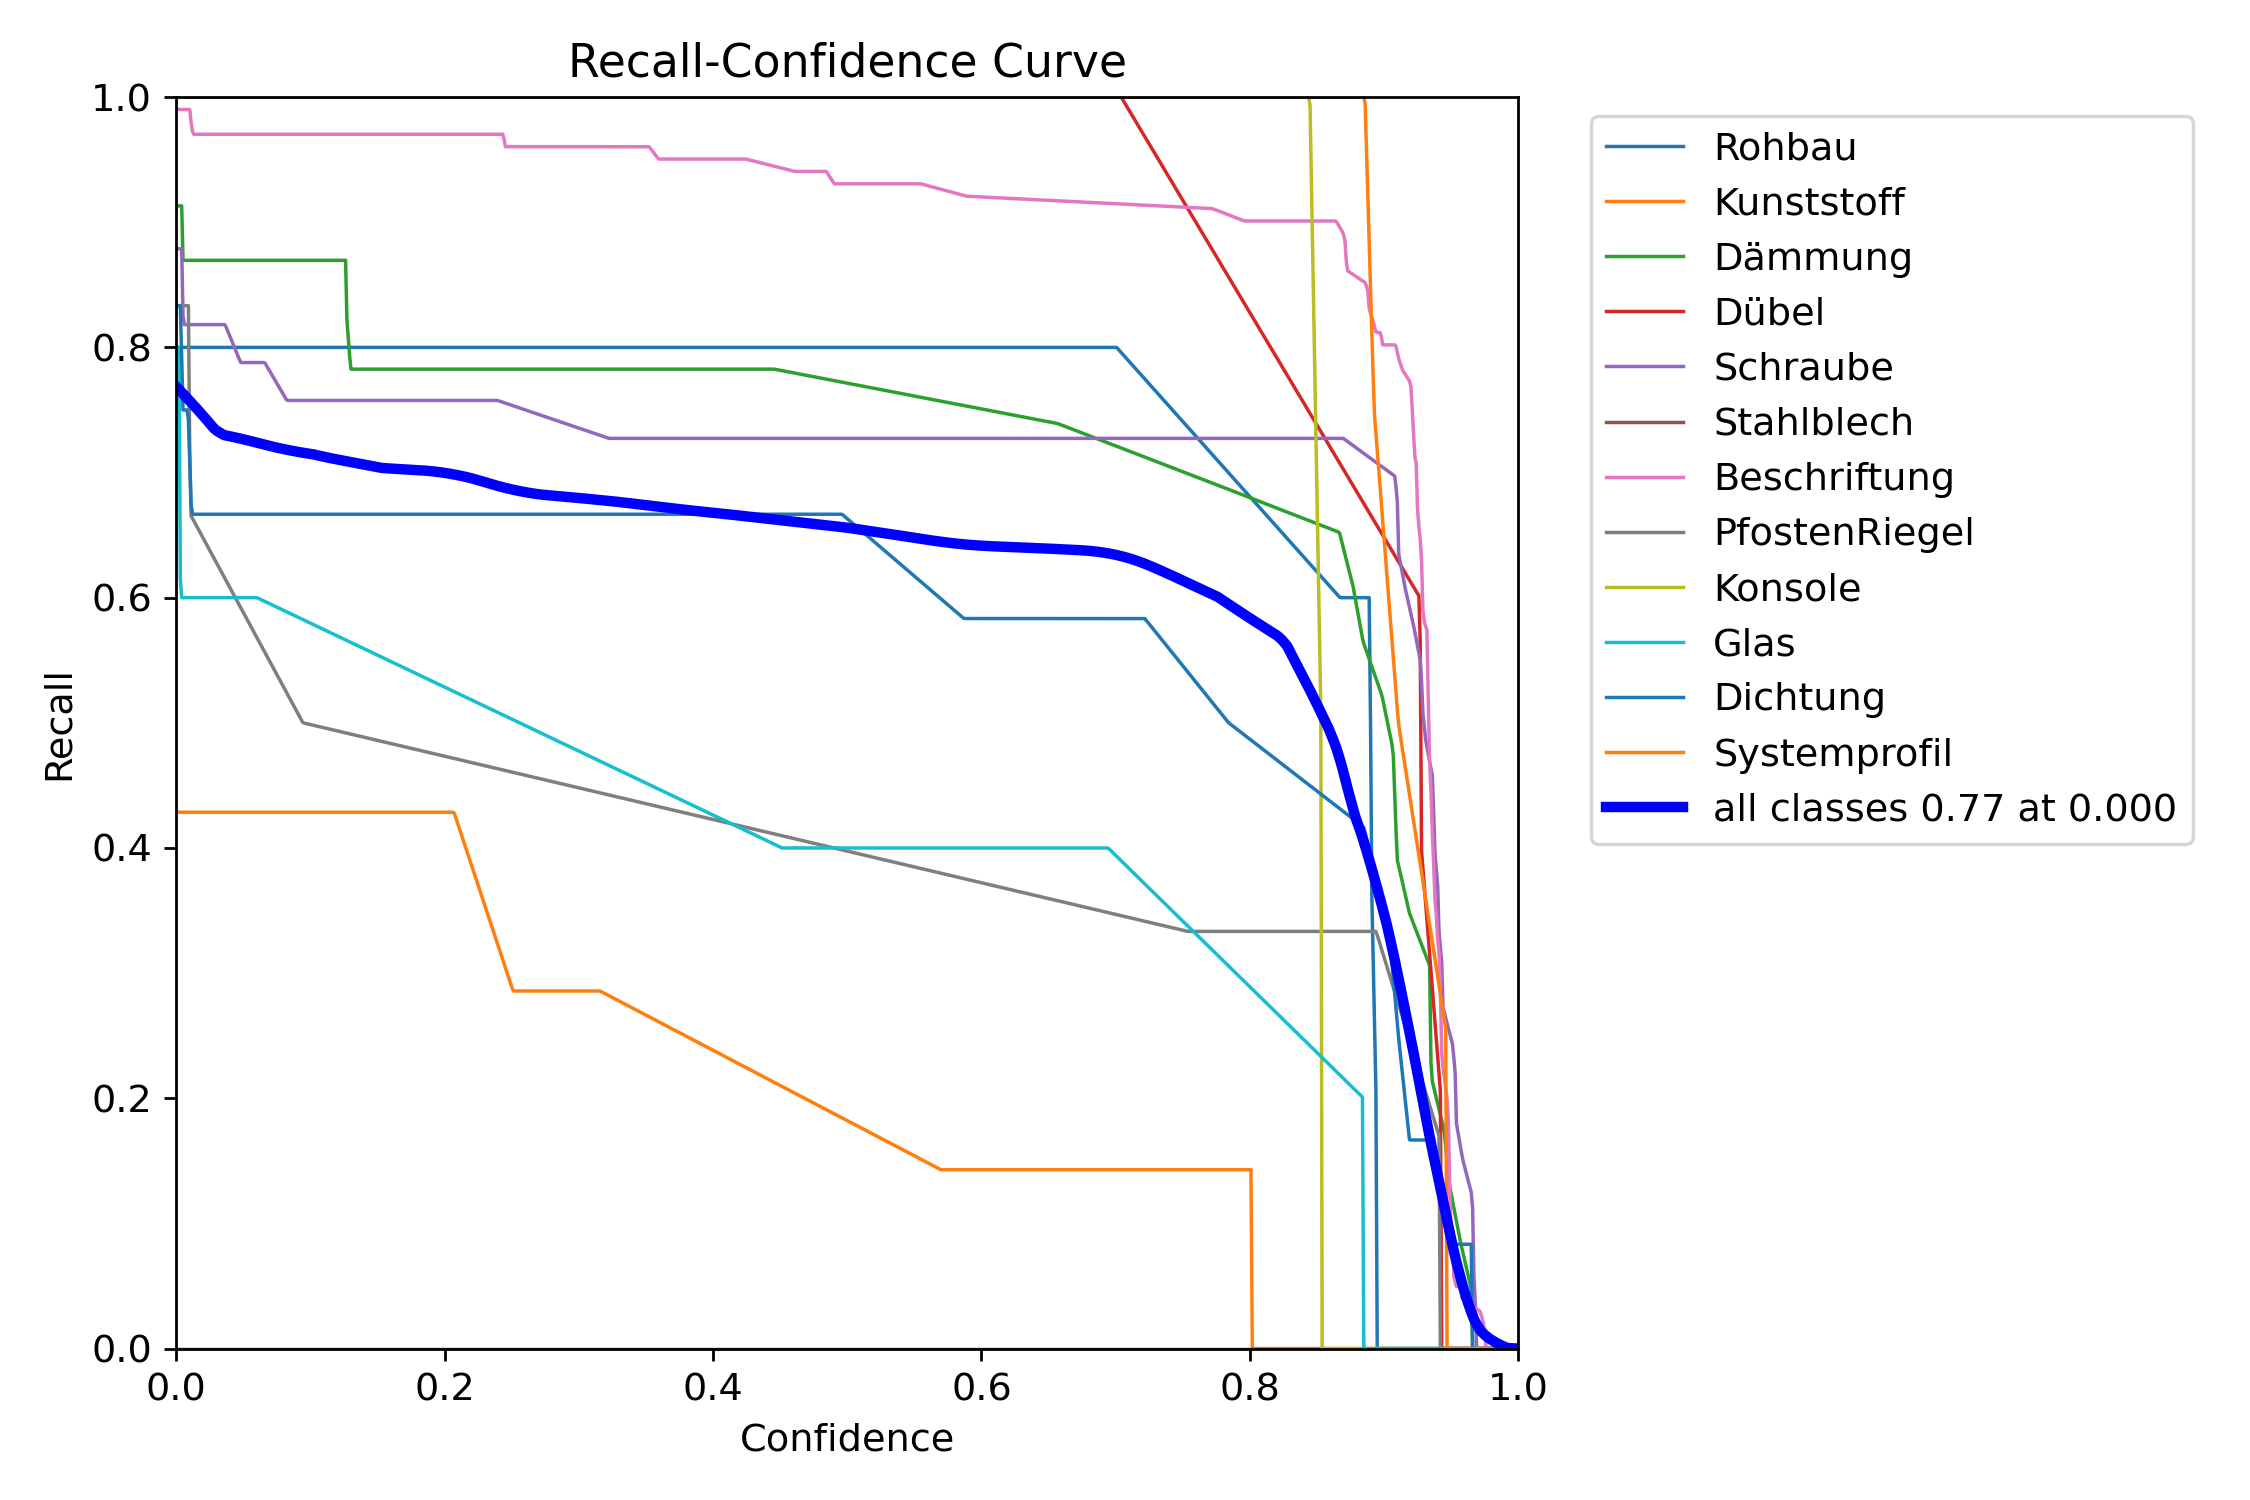 Recall-Confidence Curve
1.0
0.8
0.6
0.4
0.2
0.0
Recall
0.0 0.2 0.4 0.6 0.8 1.0
Confidence
Rohbau
Kunststoff
Dämmung
Dübel
Schraube
Stahlblech
Beschriftung
PfostenRiegel
Konsole
Glas
Dichtung
Systemprofil
all classes 0.77 at 0.000